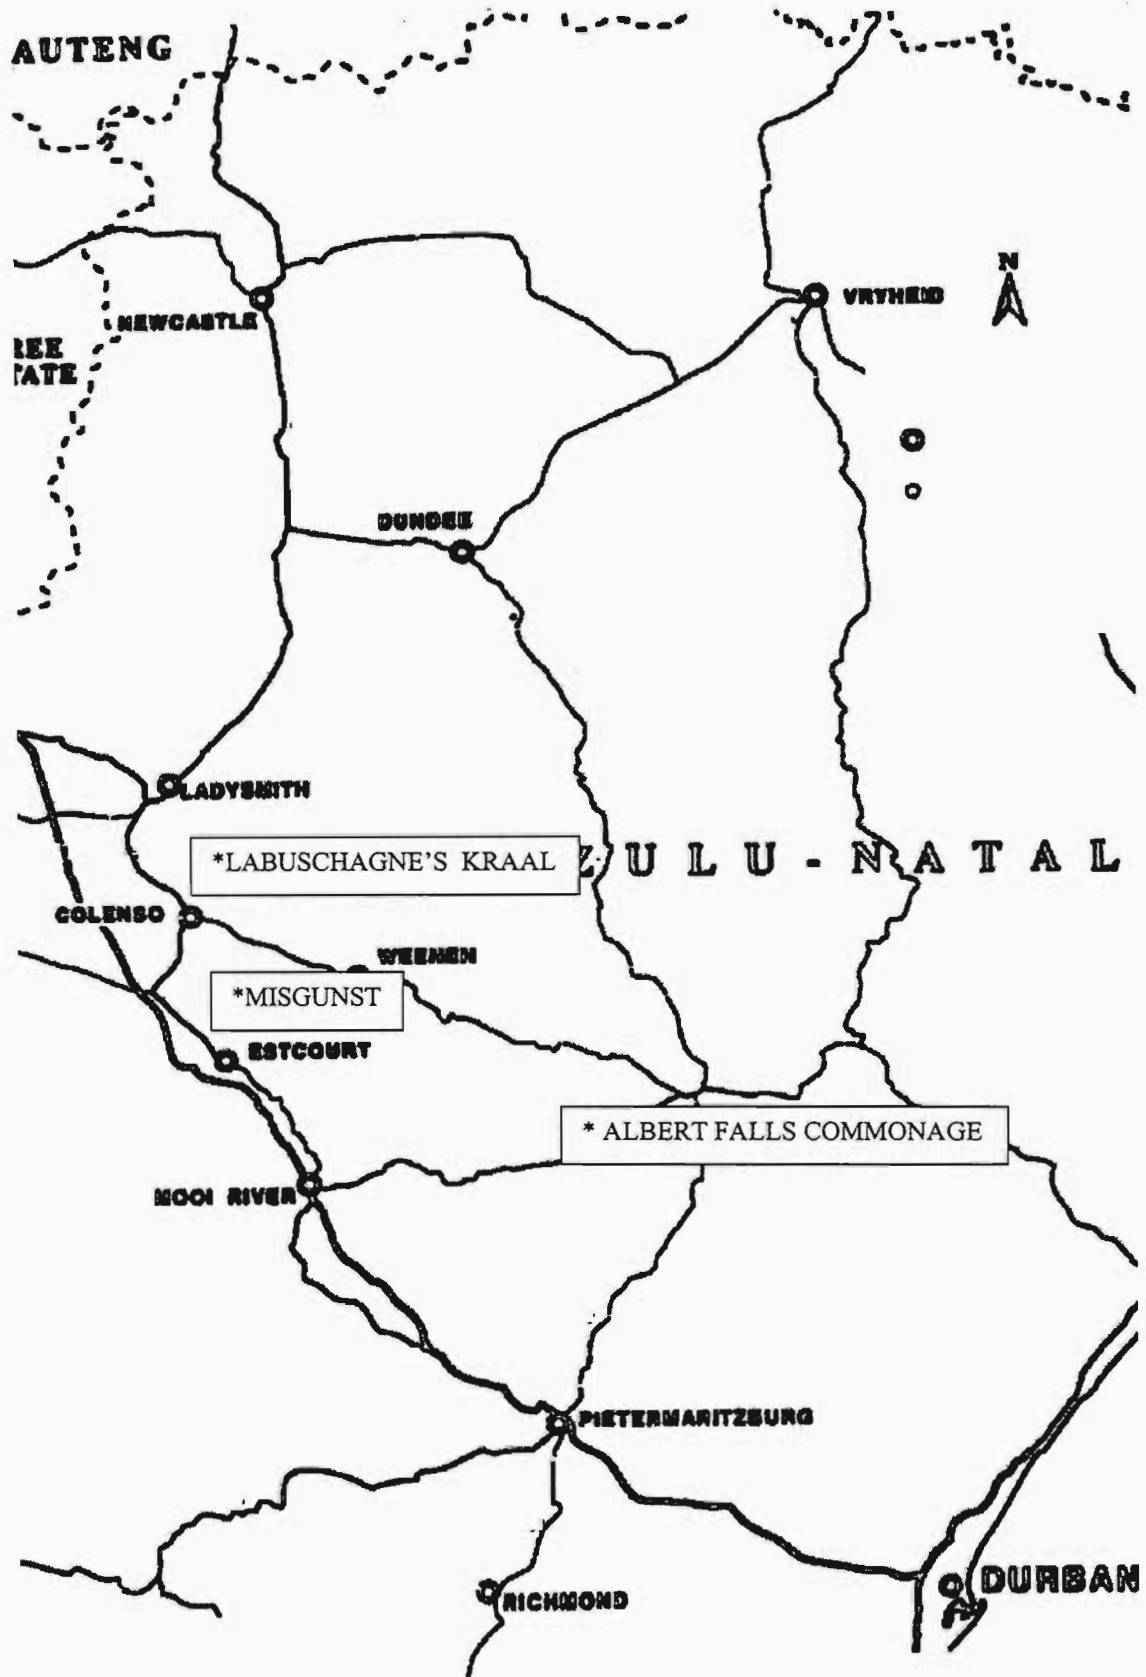 AUTENG
N
VRYHEID
NEWCASTLE
REE
TATE
DUNDEE
LADYSMITH
*LABUSCHAGNE'S KRAAL
ZULU-NATAL
COLENSO
WEENEN
*MISGUNST
ESTCOURT
* ALBERT FALLS COMMONAGE
MOOI RIVER
PIETERMARITZBURG
DURBAN
RICHMOND